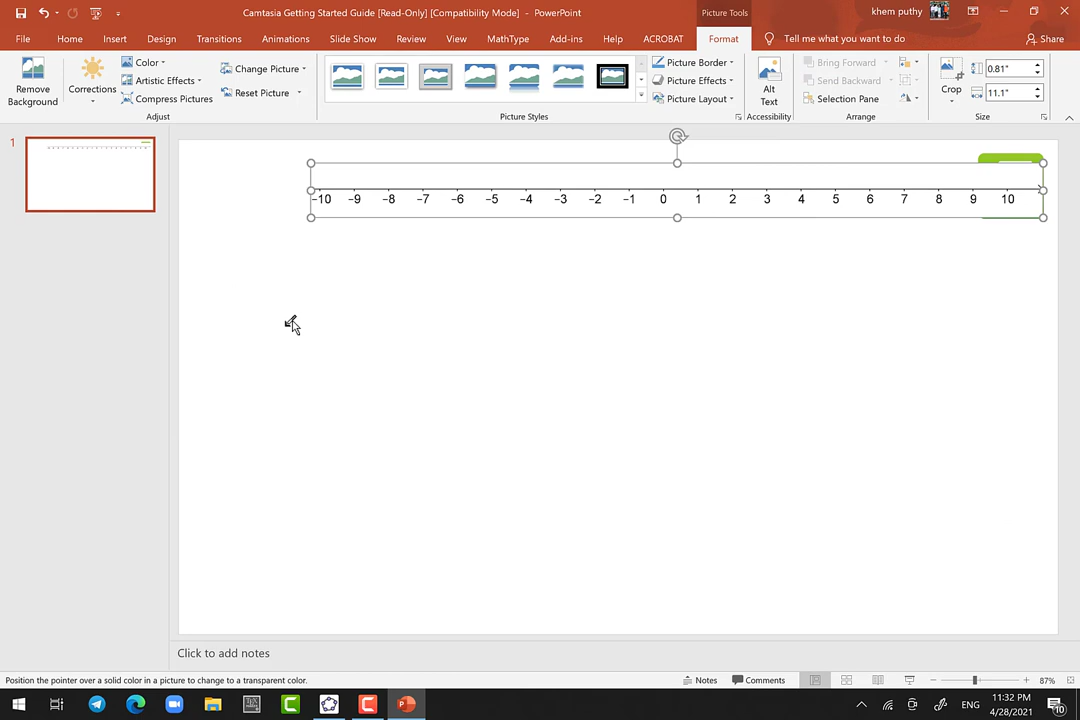 Camtasia Getting Started Guide [Read-Only] [Compatibility Mode] - PowerPoint
Picture Tools
khem puthy
File Home Insert Design Transitions Animations Slide Show Review View MathType Add-ins Help ACROBAT Format Tell me what you want to do Share
Remove Background
Corrections
Color
Artistic Effects
Compress Pictures
Change Picture
Reset Picture
Adjust
Picture Styles
Picture Border
Picture Effects
Picture Layout
Alt Text
Accessibility
Bring Forward
Send Backward
Selection Pane
Arrange
Crop
0.81"
11.1"
Size
1
-10 -9 -8 -7 -6 -5 -4 -3 -2 -1 0 1 2 3 4 5 6 7 8 9 10
Click to add notes
Position the pointer over a solid color in a picture to change to a transparent color.
Notes Comments 87%
ENG
11:32 PM
4/28/2021
10